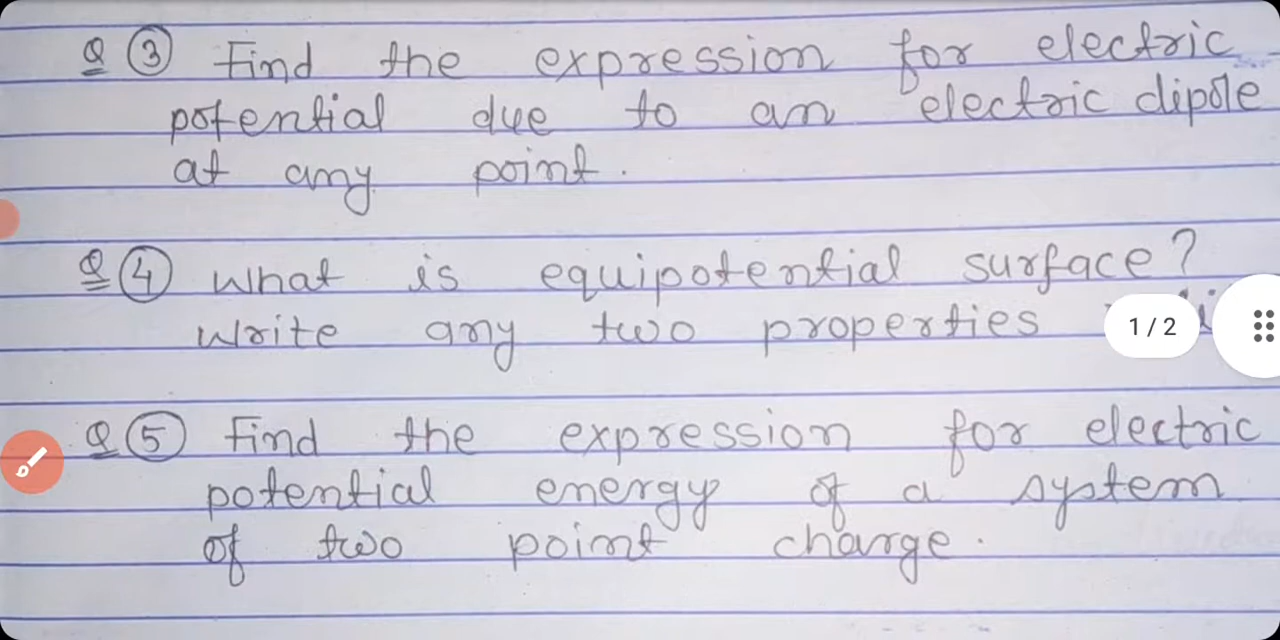 Q ③ Find the expression for electric
potential due to an electric dipole
at any point.
Q ④ What is equipotential surface?
Write any two properties
1 / 2
Q ⑤ Find the expression for electric
potential energy of a system
of two point charge.